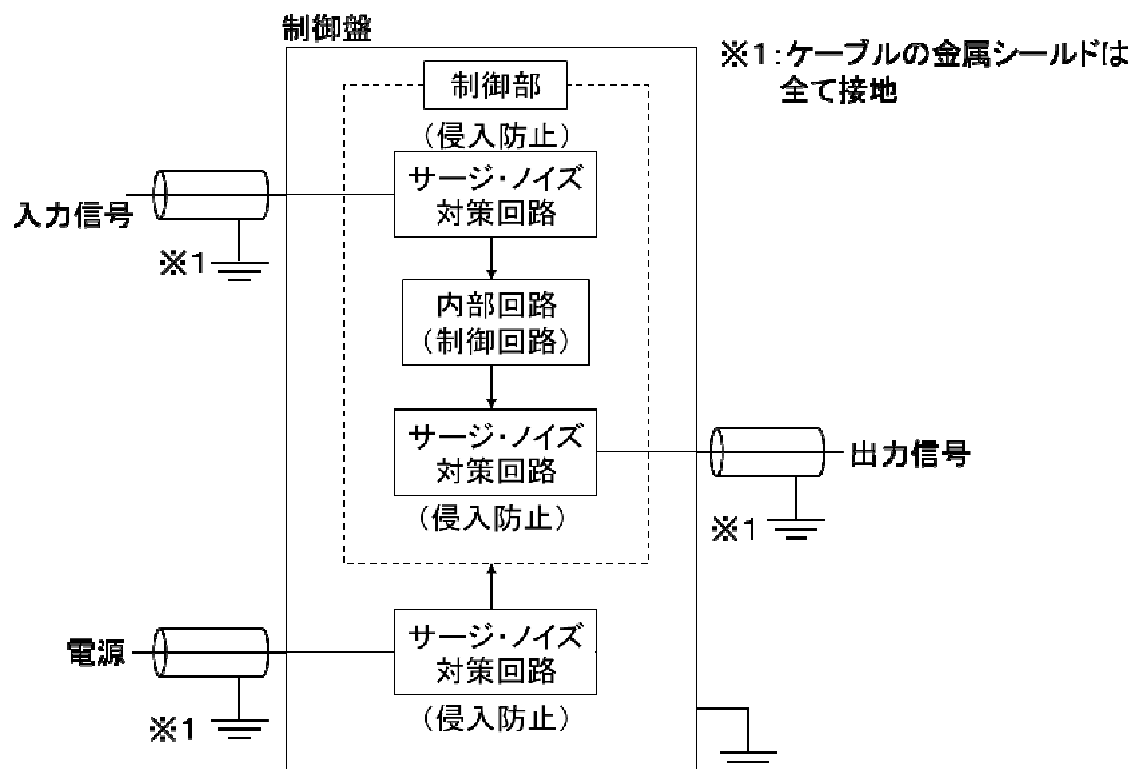 制御盤
※1:ケーブルの金属シールドは
全て接地
制御部
(侵入防止)
サージ・ノイズ
対策回路
入力信号
※1
内部回路
(制御回路)
サージ・ノイズ
対策回路
(侵入防止)
出力信号
※1
電源
サージ・ノイズ
対策回路
(侵入防止)
※1